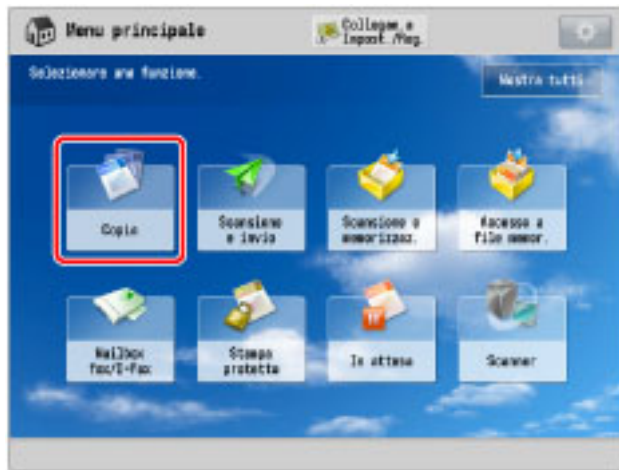 Menu principale
Collegam. a
Impost./Reg.
Selezionare una funzione.
Mostra tutti
Copia
Scansione
e invio
Scansione e
memorizzaz.
Accesso a
file memor.
Mailbox
fax/I-Fax
Stampa
protetta
In attesa
Scanner